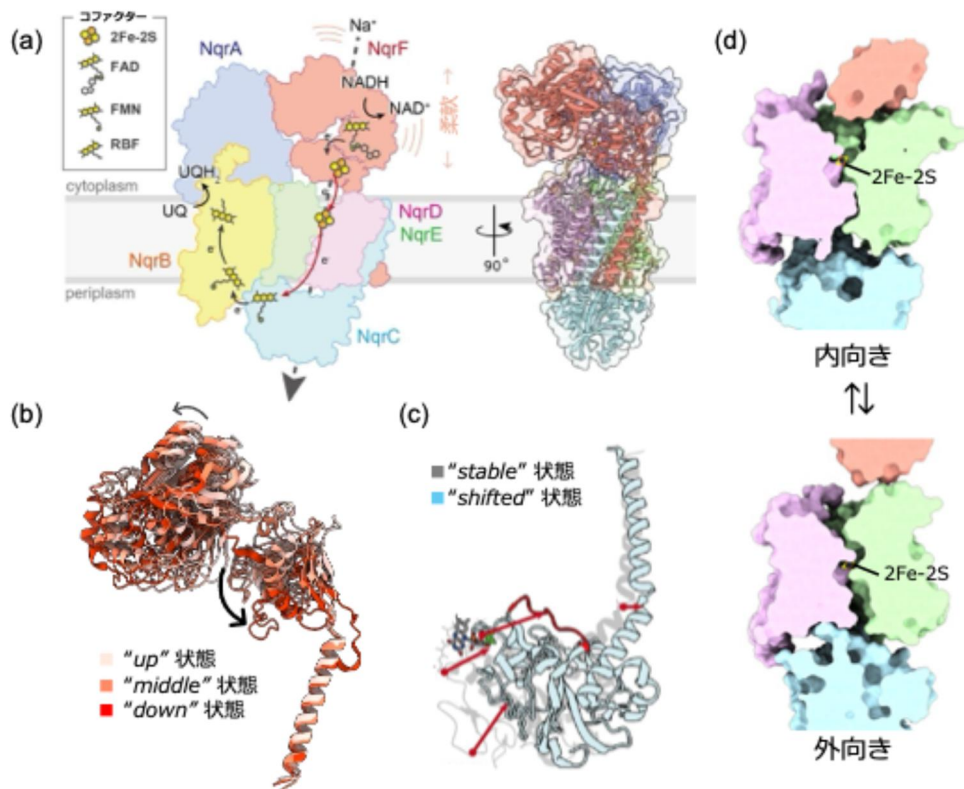 (a)
コファクター
2Fe-2S
FAD
FMN
RBF
NqrA
Na⁺
NqrF
NADH
NAD⁺
柔軟
e⁻
UQH₂
cytoplasm
UQ
NqrD
NqrE
e⁻
e⁻
NqrB
periplasm
e⁻
NqrC
90°
(d)
2Fe-2S
内向き
2Fe-2S
外向き
(b)
"up" 状態
"middle" 状態
"down" 状態
(c)
"stable" 状態
"shifted" 状態